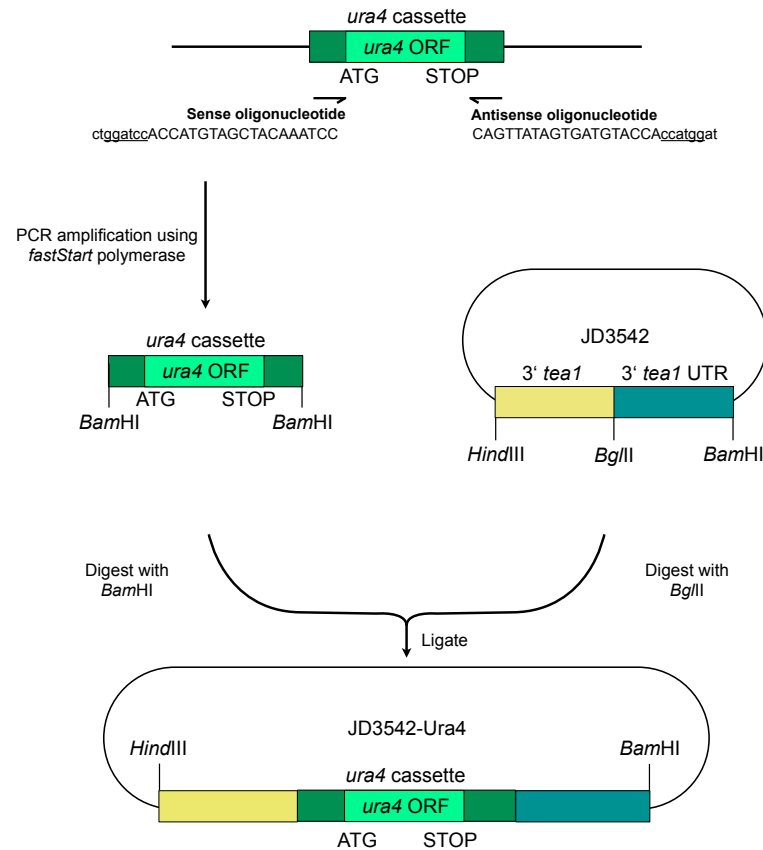 ura4 cassette
ura4 ORF
ATG STOP
Sense oligonucleotide
ctggatccACCATGTAGCTACAAATCC
Antisense oligonucleotide
CAGTTATAGTGATGTACCAccatggat
PCR amplification using
fastStart polymerase
ura4 cassette
ura4 ORF
ATG STOP
BamHI BamHI
JD3542
3‘ tea1 3‘ tea1 UTR
HindIII BglII BamHI
Digest with
BamHI
Digest with
BglII
Ligate
JD3542-Ura4
HindIII BamHI
ura4 cassette
ura4 ORF
ATG STOP